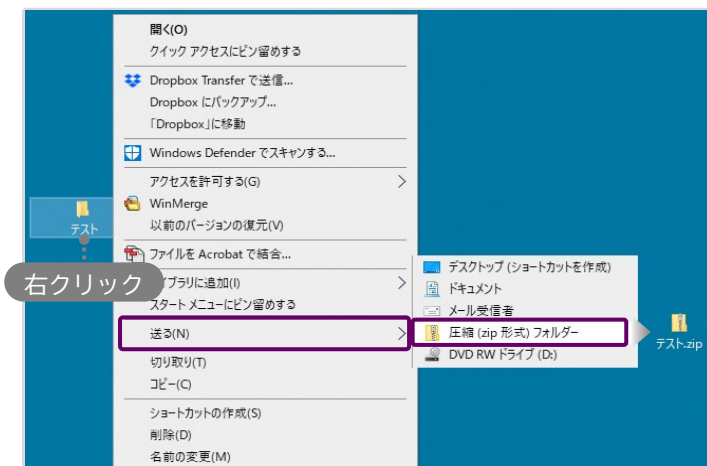 開く(O)
クイック アクセスにピン留めする
Dropbox Transfer で送信...
Dropbox にバックアップ...
「Dropbox」に移動
Windows Defender でスキャンする...
アクセスを許可する(G)
WinMerge
以前のバージョンの復元(V)
テスト
ファイルを Acrobat で結合...
右クリック
イブラリに追加(I)
スタート メニューにピン留めする
送る(N)
切り取り(T)
コピー(C)
ショートカットの作成(S)
削除(D)
名前の変更(M)
デスクトップ (ショートカットを作成)
ドキュメント
メール受信者
圧縮 (zip 形式) フォルダー
DVD RW ドライブ (D:)
テスト.zip